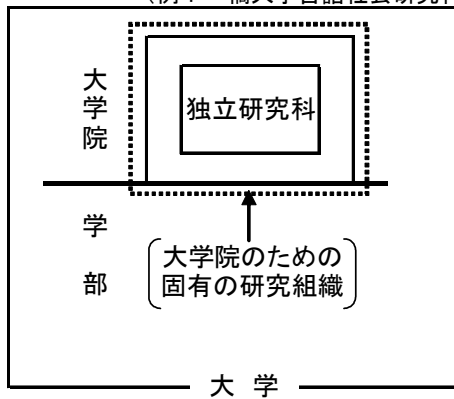 大学院
独立研究科
学部
大学院のための
固有の研究組織
大学